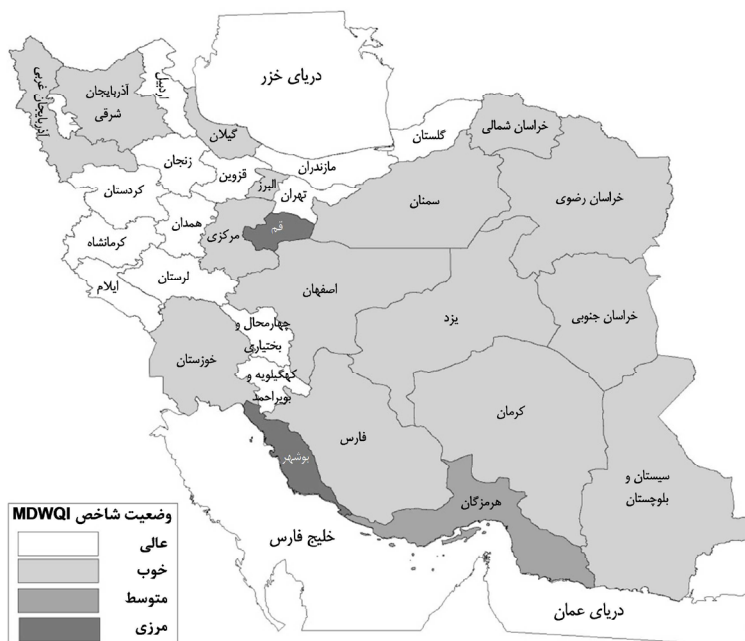 دریای خزر
آذربایجان غربی
آذربایجان
شرقی
اردبیل
گیلان
گلستان
خراسان شمالی
زنجان
قزوین
مازندران
البرز
تهران
کردستان
سمنان
خراسان رضوی
همدان
مرکزی
قم
کرمانشاه
لرستان
ایلام
اصفهان
چهارمحال و
بختیاری
یزد
خراسان جنوبی
خوزستان
کهگیلویه و
بویراحمد
کرمان
فارس
بوشهر
سیستان و
بلوچستان
هرمزگان
خلیج فارس
دریای عمان
وضعیت شاخص MDWQI
عالی
خوب
متوسط
مرزی